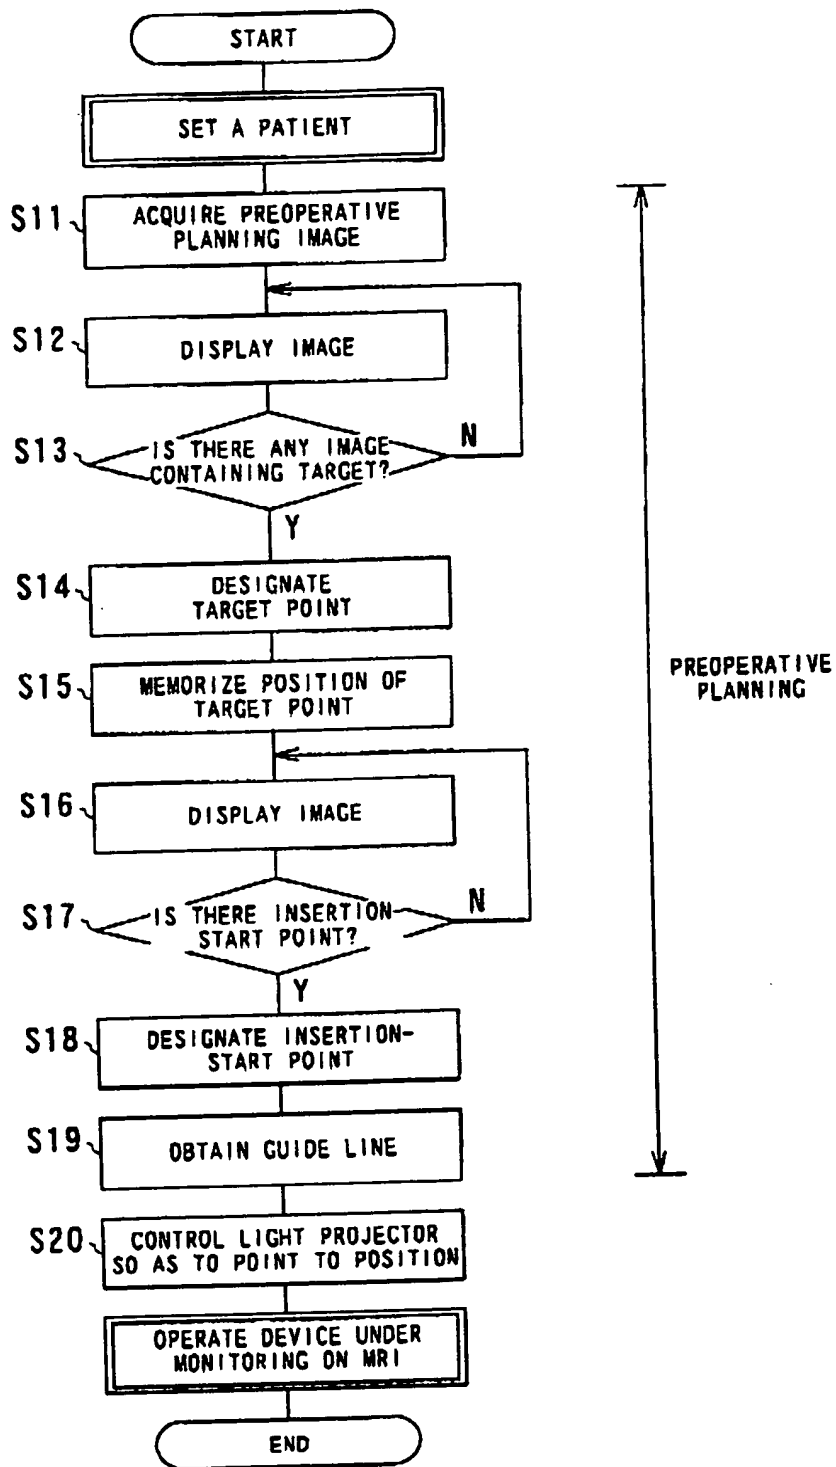 START
SET A PATIENT
S11
ACQUIRE PREOPERATIVE
PLANNING IMAGE
S12
DISPLAY IMAGE
S13
IS THERE ANY IMAGE
CONTAINING TARGET?
N
Y
S14
DESIGNATE
TARGET POINT
S15
MEMORIZE POSITION OF
TARGET POINT
PREOPERATIVE
PLANNING
S16
DISPLAY IMAGE
S17
IS THERE INSERTION
START POINT?
N
Y
S18
DESIGNATE INSERTION-
START POINT
S19
OBTAIN GUIDE LINE
S20
CONTROL LIGHT PROJECTOR
SO AS TO POINT TO POSITION
OPERATE DEVICE UNDER
MONITORING ON MRI
END